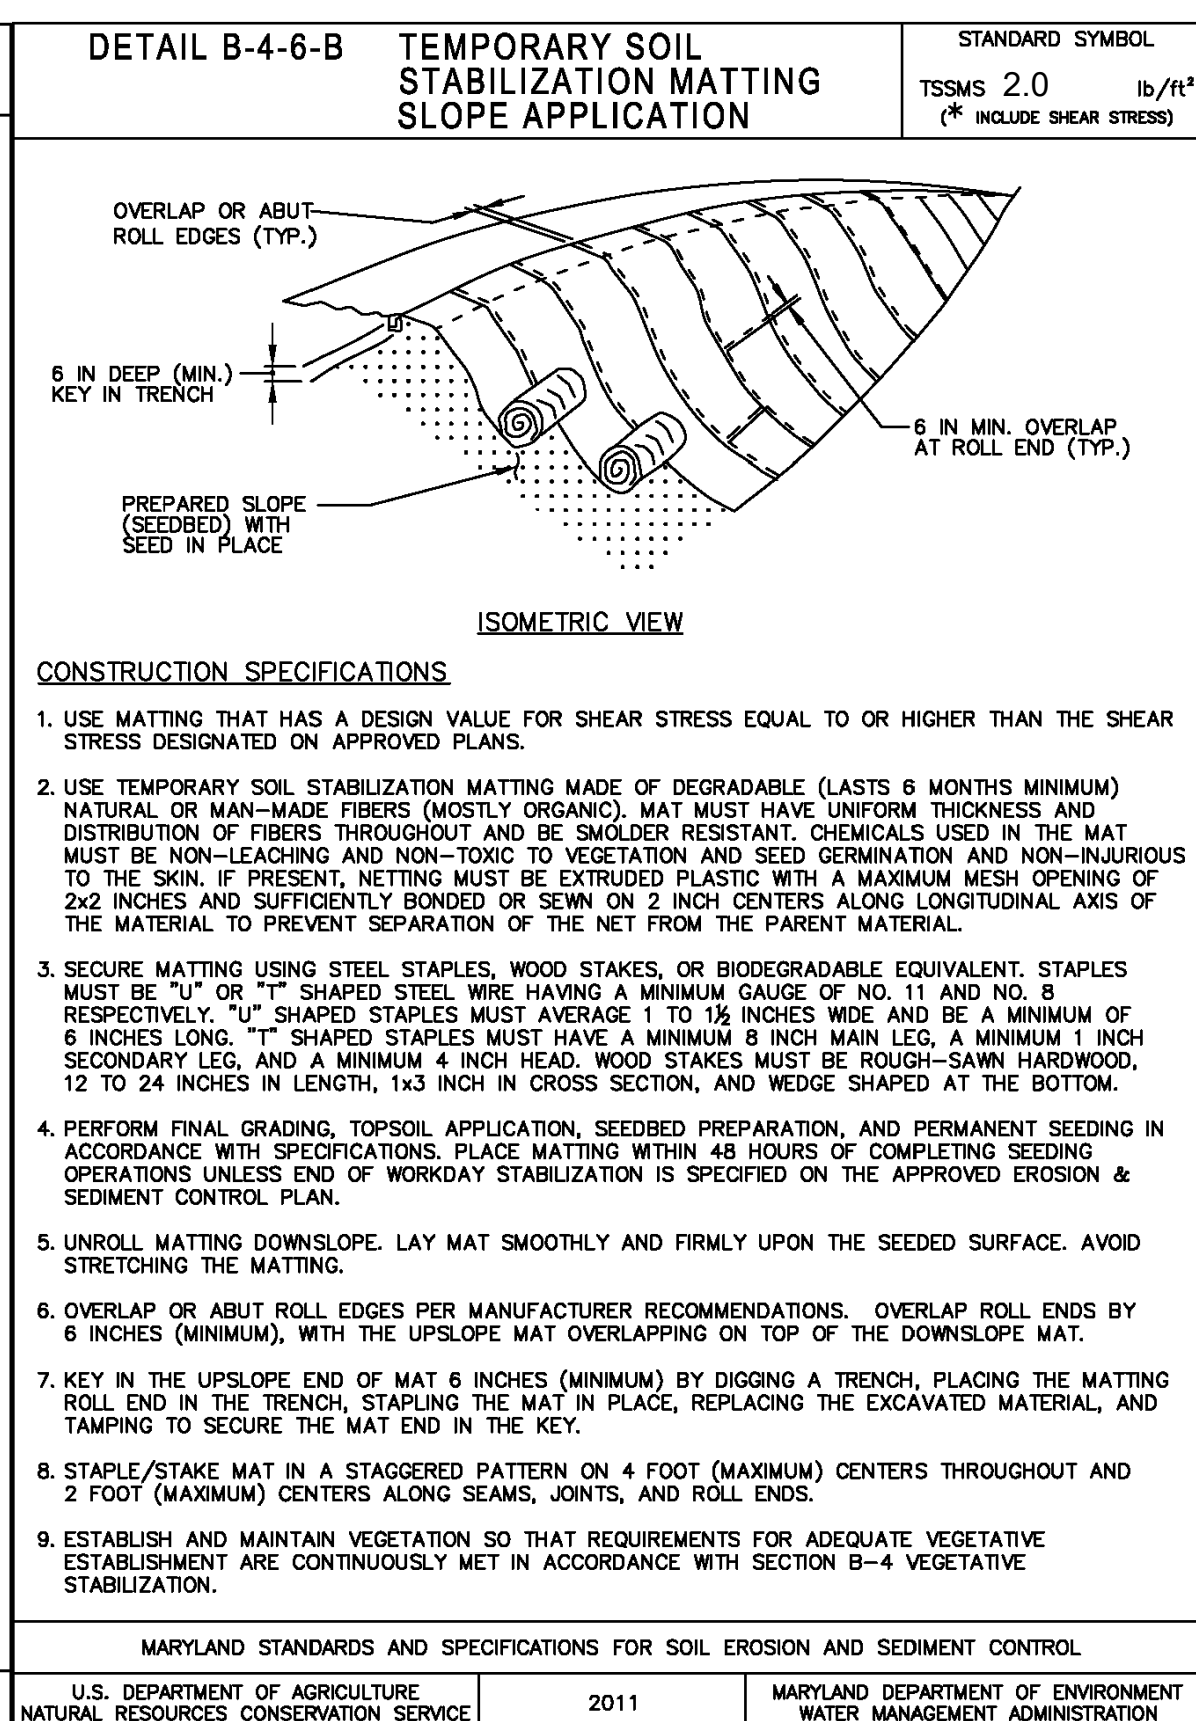 DETAIL B-4-6-B TEMPORARY SOIL
STABILIZATION MATTING
SLOPE APPLICATION
STANDARD SYMBOL
TSSMS 2.0 lb/ft²
(* INCLUDE SHEAR STRESS)
OVERLAP OR ABUT
ROLL EDGES (TYP.)
6 IN DEEP (MIN.)
KEY IN TRENCH
6 IN MIN. OVERLAP
AT ROLL END (TYP.)
PREPARED SLOPE
(SEEDBED) WITH
SEED IN PLACE
ISOMETRIC VIEW
CONSTRUCTION SPECIFICATIONS
1. USE MATTING THAT HAS A DESIGN VALUE FOR SHEAR STRESS EQUAL TO OR HIGHER THAN THE SHEAR
STRESS DESIGNATED ON APPROVED PLANS.
2. USE TEMPORARY SOIL STABILIZATION MATTING MADE OF DEGRADABLE (LASTS 6 MONTHS MINIMUM)
NATURAL OR MAN-MADE FIBERS (MOSTLY ORGANIC). MAT MUST HAVE UNIFORM THICKNESS AND
DISTRIBUTION OF FIBERS THROUGHOUT AND BE SMOLDER RESISTANT. CHEMICALS USED IN THE MAT
MUST BE NON-LEACHING AND NON-TOXIC TO VEGETATION AND SEED GERMINATION AND NON-INJURIOUS
TO THE SKIN. IF PRESENT, NETTING MUST BE EXTRUDED PLASTIC WITH A MAXIMUM MESH OPENING OF
2x2 INCHES AND SUFFICIENTLY BONDED OR SEWN ON 2 INCH CENTERS ALONG LONGITUDINAL AXIS OF
THE MATERIAL TO PREVENT SEPARATION OF THE NET FROM THE PARENT MATERIAL.
3. SECURE MATTING USING STEEL STAPLES, WOOD STAKES, OR BIODEGRADABLE EQUIVALENT. STAPLES
MUST BE "U" OR "T" SHAPED STEEL WIRE HAVING A MINIMUM GAUGE OF NO. 11 AND NO. 8
RESPECTIVELY. "U" SHAPED STAPLES MUST AVERAGE 1 TO 1½ INCHES WIDE AND BE A MINIMUM OF
6 INCHES LONG. "T" SHAPED STAPLES MUST HAVE A MINIMUM 8 INCH MAIN LEG, A MINIMUM 1 INCH
SECONDARY LEG, AND A MINIMUM 4 INCH HEAD. WOOD STAKES MUST BE ROUGH-SAWN HARDWOOD,
12 TO 24 INCHES IN LENGTH, 1x3 INCH IN CROSS SECTION, AND WEDGE SHAPED AT THE BOTTOM.
4. PERFORM FINAL GRADING, TOPSOIL APPLICATION, SEEDBED PREPARATION, AND PERMANENT SEEDING IN
ACCORDANCE WITH SPECIFICATIONS. PLACE MATTING WITHIN 48 HOURS OF COMPLETING SEEDING
OPERATIONS UNLESS END OF WORKDAY STABILIZATION IS SPECIFIED ON THE APPROVED EROSION &
SEDIMENT CONTROL PLAN.
5. UNROLL MATTING DOWNSLOPE. LAY MAT SMOOTHLY AND FIRMLY UPON THE SEEDED SURFACE. AVOID
STRETCHING THE MATTING.
6. OVERLAP OR ABUT ROLL EDGES PER MANUFACTURER RECOMMENDATIONS. OVERLAP ROLL ENDS BY
6 INCHES (MINIMUM), WITH THE UPSLOPE MAT OVERLAPPING ON TOP OF THE DOWNSLOPE MAT.
7. KEY IN THE UPSLOPE END OF MAT 6 INCHES (MINIMUM) BY DIGGING A TRENCH, PLACING THE MATTING
ROLL END IN THE TRENCH, STAPLING THE MAT IN PLACE, REPLACING THE EXCAVATED MATERIAL, AND
TAMPING TO SECURE THE MAT END IN THE KEY.
8. STAPLE/STAKE MAT IN A STAGGERED PATTERN ON 4 FOOT (MAXIMUM) CENTERS THROUGHOUT AND
2 FOOT (MAXIMUM) CENTERS ALONG SEAMS, JOINTS, AND ROLL ENDS.
9. ESTABLISH AND MAINTAIN VEGETATION SO THAT REQUIREMENTS FOR ADEQUATE VEGETATIVE
ESTABLISHMENT ARE CONTINUOUSLY MET IN ACCORDANCE WITH SECTION B-4 VEGETATIVE
STABILIZATION.
MARYLAND STANDARDS AND SPECIFICATIONS FOR SOIL EROSION AND SEDIMENT CONTROL
U.S. DEPARTMENT OF AGRICULTURE
NATURAL RESOURCES CONSERVATION SERVICE
2011
MARYLAND DEPARTMENT OF ENVIRONMENT
WATER MANAGEMENT ADMINISTRATION